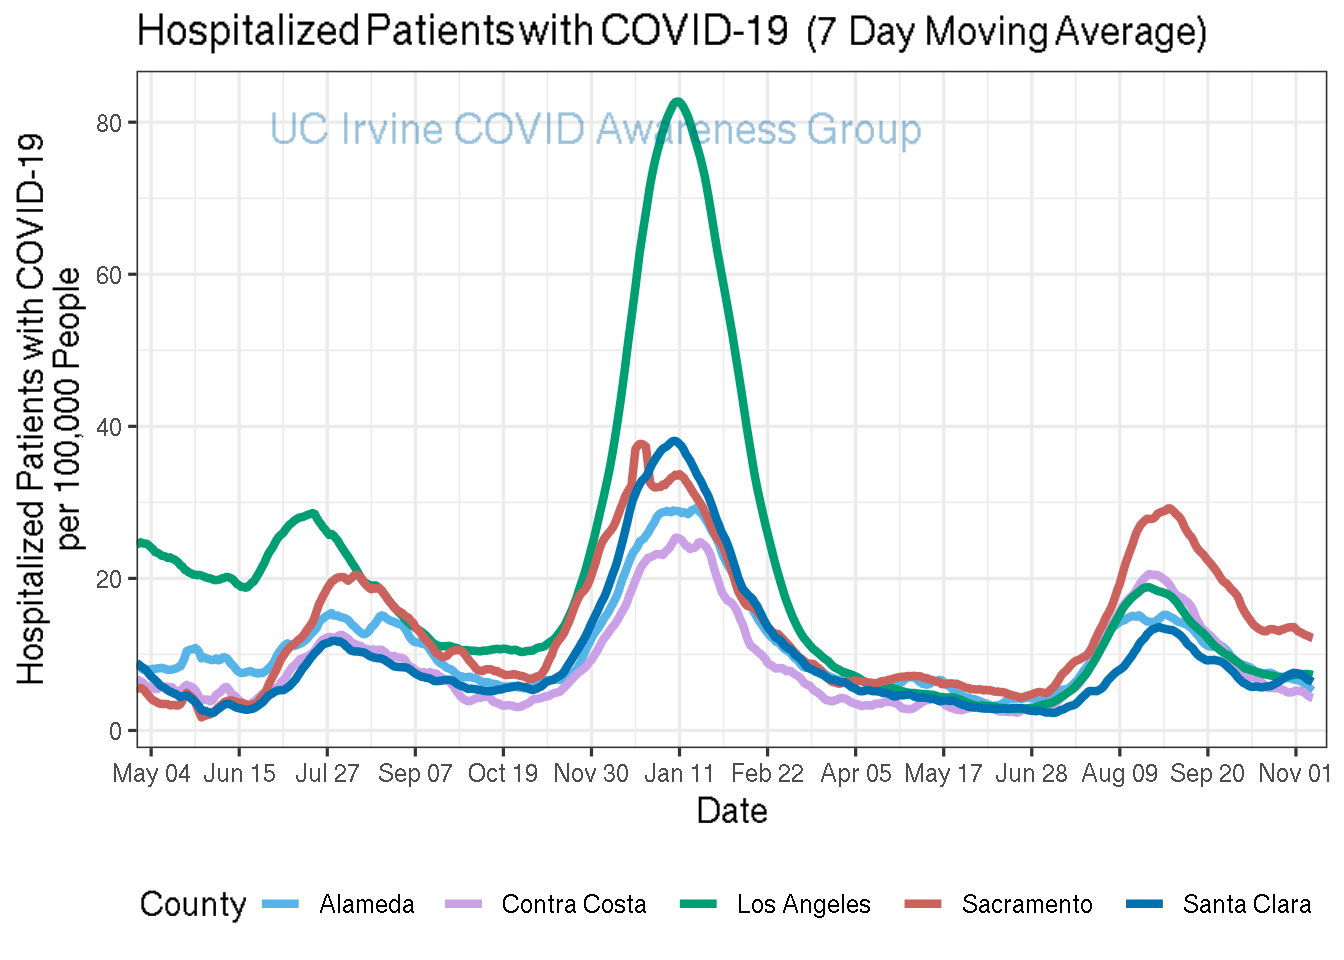 Hospitalized Patients with COVID-19 (7 Day Moving Average)
UC Irvine COVID Awareness Group
Hospitalized Patients with COVID-19
per 100,000 People
80
60
40
20
0
May 04 Jun 15 Jul 27 Sep 07 Oct 19 Nov 30 Jan 11 Feb 22 Apr 05 May 17 Jun 28 Aug 09 Sep 20 Nov 01
Date
County Alameda Contra Costa Los Angeles Sacramento Santa Clara